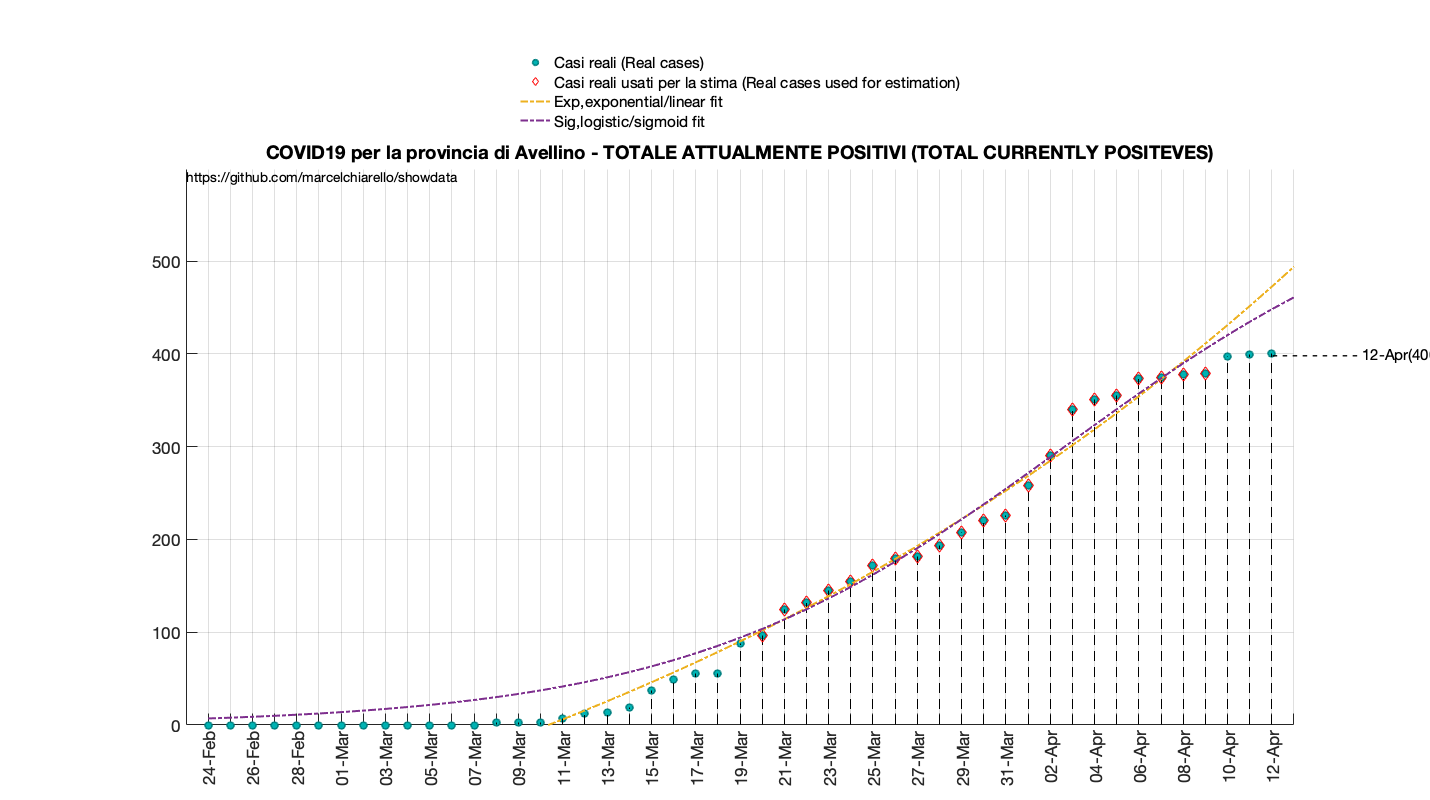 Casi reali (Real cases)
Casi reali usati per la stima (Real cases used for estimation)
Exp,exponential/linear fit
Sig,logistic/sigmoid fit
COVID19 per la provincia di Avellino - TOTALE ATTUALMENTE POSITIVI (TOTAL CURRENTLY POSITEVES)
https://github.com/marcelchiarello/showdata
500
400
12-Apr(40
300
200
100
0
24-Feb
26-Feb
28-Feb
01-Mar
03-Mar
05-Mar
07-Mar
09-Mar
11-Mar
13-Mar
15-Mar
17-Mar
19-Mar
21-Mar
23-Mar
25-Mar
27-Mar
29-Mar
31-Mar
02-Apr
04-Apr
06-Apr
08-Apr
10-Apr
12-Apr